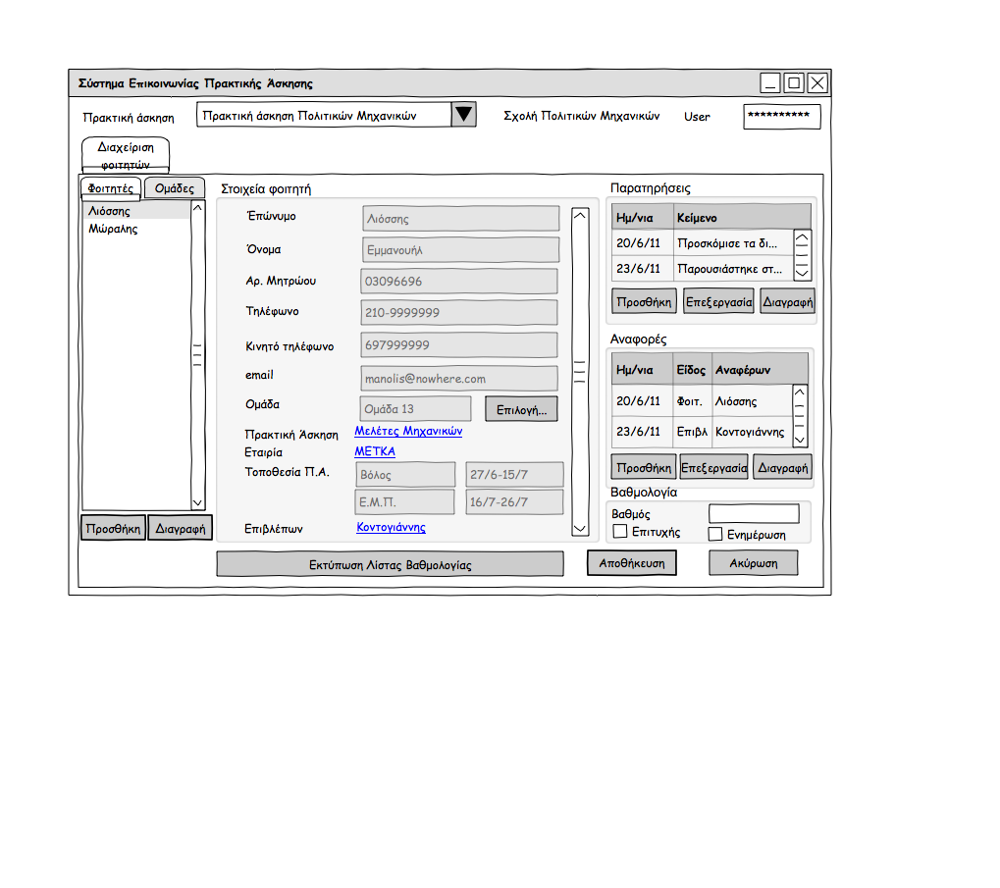 Σύστημα Επικοινωνίας Πρακτικής Άσκησης
Πρακτική άσκηση
Πρακτική άσκηση Πολιτικών Μηχανικών
Σχολή Πολιτικών Μηχανικών
User
**********
Διαχείριση
φοιτητών
Φοιτητές
Ομάδες
Λιόσσης
Μώραλης
Προσθήκη
Διαγραφή
Στοιχεία φοιτητή
Επώνυμο
Λιόσσης
Όνομα
Εμμανουήλ
Αρ. Μητρώου
03096696
Τηλέφωνο
210-9999999
Κινητό τηλέφωνο
697999999
email
manolis@nowhere.com
Ομάδα
Ομάδα 13
Επιλογή...
Πρακτική Άσκηση
Μελέτες Μηχανικών
Εταιρία
ΜΕΤΚΑ
Τοποθεσία Π.Α.
Βόλος
27/6-15/7
Ε.Μ.Π.
16/7-26/7
Επιβλέπων
Κοντογιάννης
Εκτύπωση Λίστας Βαθμολογίας
Παρατηρήσεις
Ημ/νια Κείμενο
20/6/11 Προσκόμισε τα δι...
23/6/11 Παρουσιάστηκε στ...
Προσθήκη
Επεξεργασία
Διαγραφή
Αναφορές
Ημ/νια Είδος Αναφέρων
20/6/11 Φοιτ. Λιόσσης
23/6/11 Επιβλ Κοντογιάννης
Προσθήκη
Επεξεργασία
Διαγραφή
Βαθμολογία
Βαθμός
Επιτυχής
Ενημέρωση
Αποθήκευση
Ακύρωση